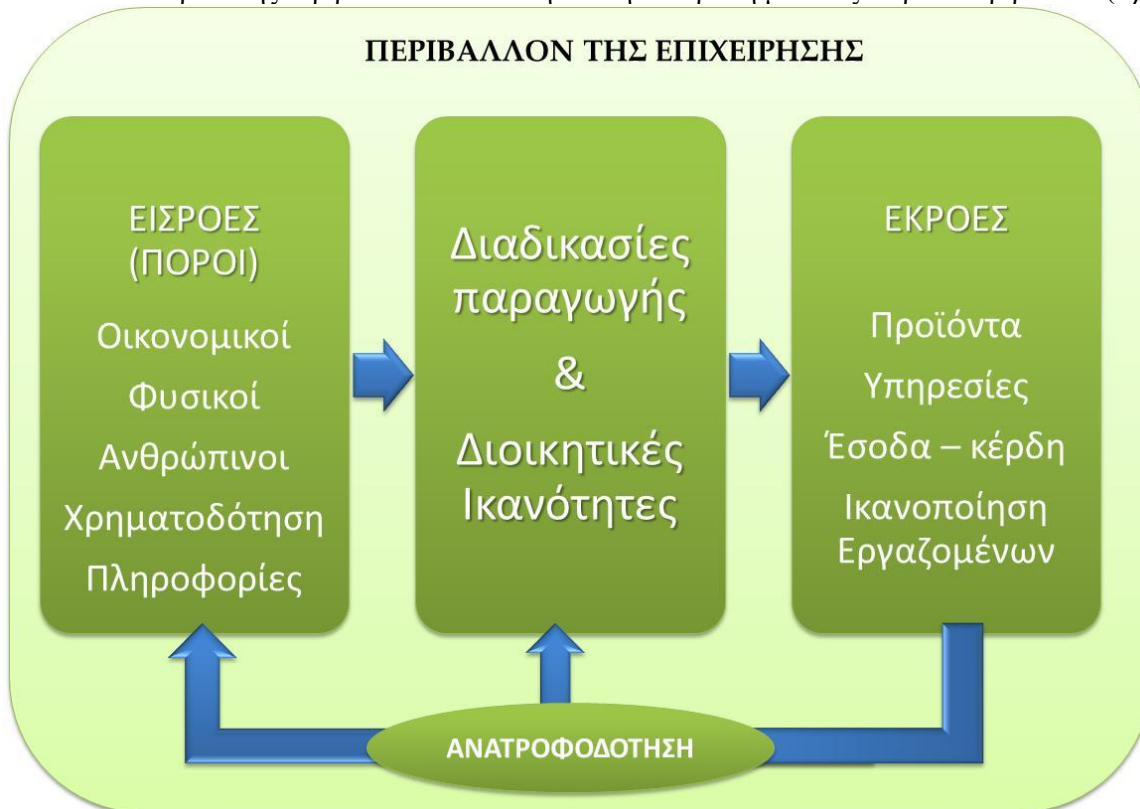 ΠΕΡΙΒΑΛΛΟΝ ΤΗΣ ΕΠΙΧΕΙΡΗΣΗΣ
ΕΙΣΡΟΕΣ
(ΠΟΡΟΙ)
Οικονομικοί
Φυσικοί
Ανθρώπινοι
Χρηματοδότηση
Πληροφορίες
Διαδικασίες
παραγωγής
&
Διοικητικές
Ικανότητες
ΕΚΡΟΕΣ
Προϊόντα
Υπηρεσίες
Έσοδα – κέρδη
Ικανοποίηση
Εργαζομένων
ΑΝΑΤΡΟΦΟΔΟΤΗΣΗ